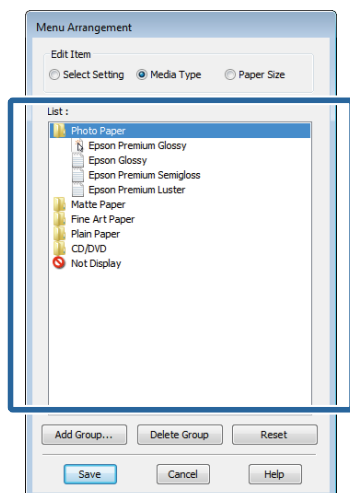 Menu Arrangement
Edit Item
Select Setting Media Type Paper Size
List :
Photo Paper
Epson Premium Glossy
Epson Glossy
Epson Premium Semigloss
Epson Premium Luster
Matte Paper
Fine Art Paper
Plain Paper
CD/DVD
Not Display
Add Group... Delete Group Reset
Save Cancel Help